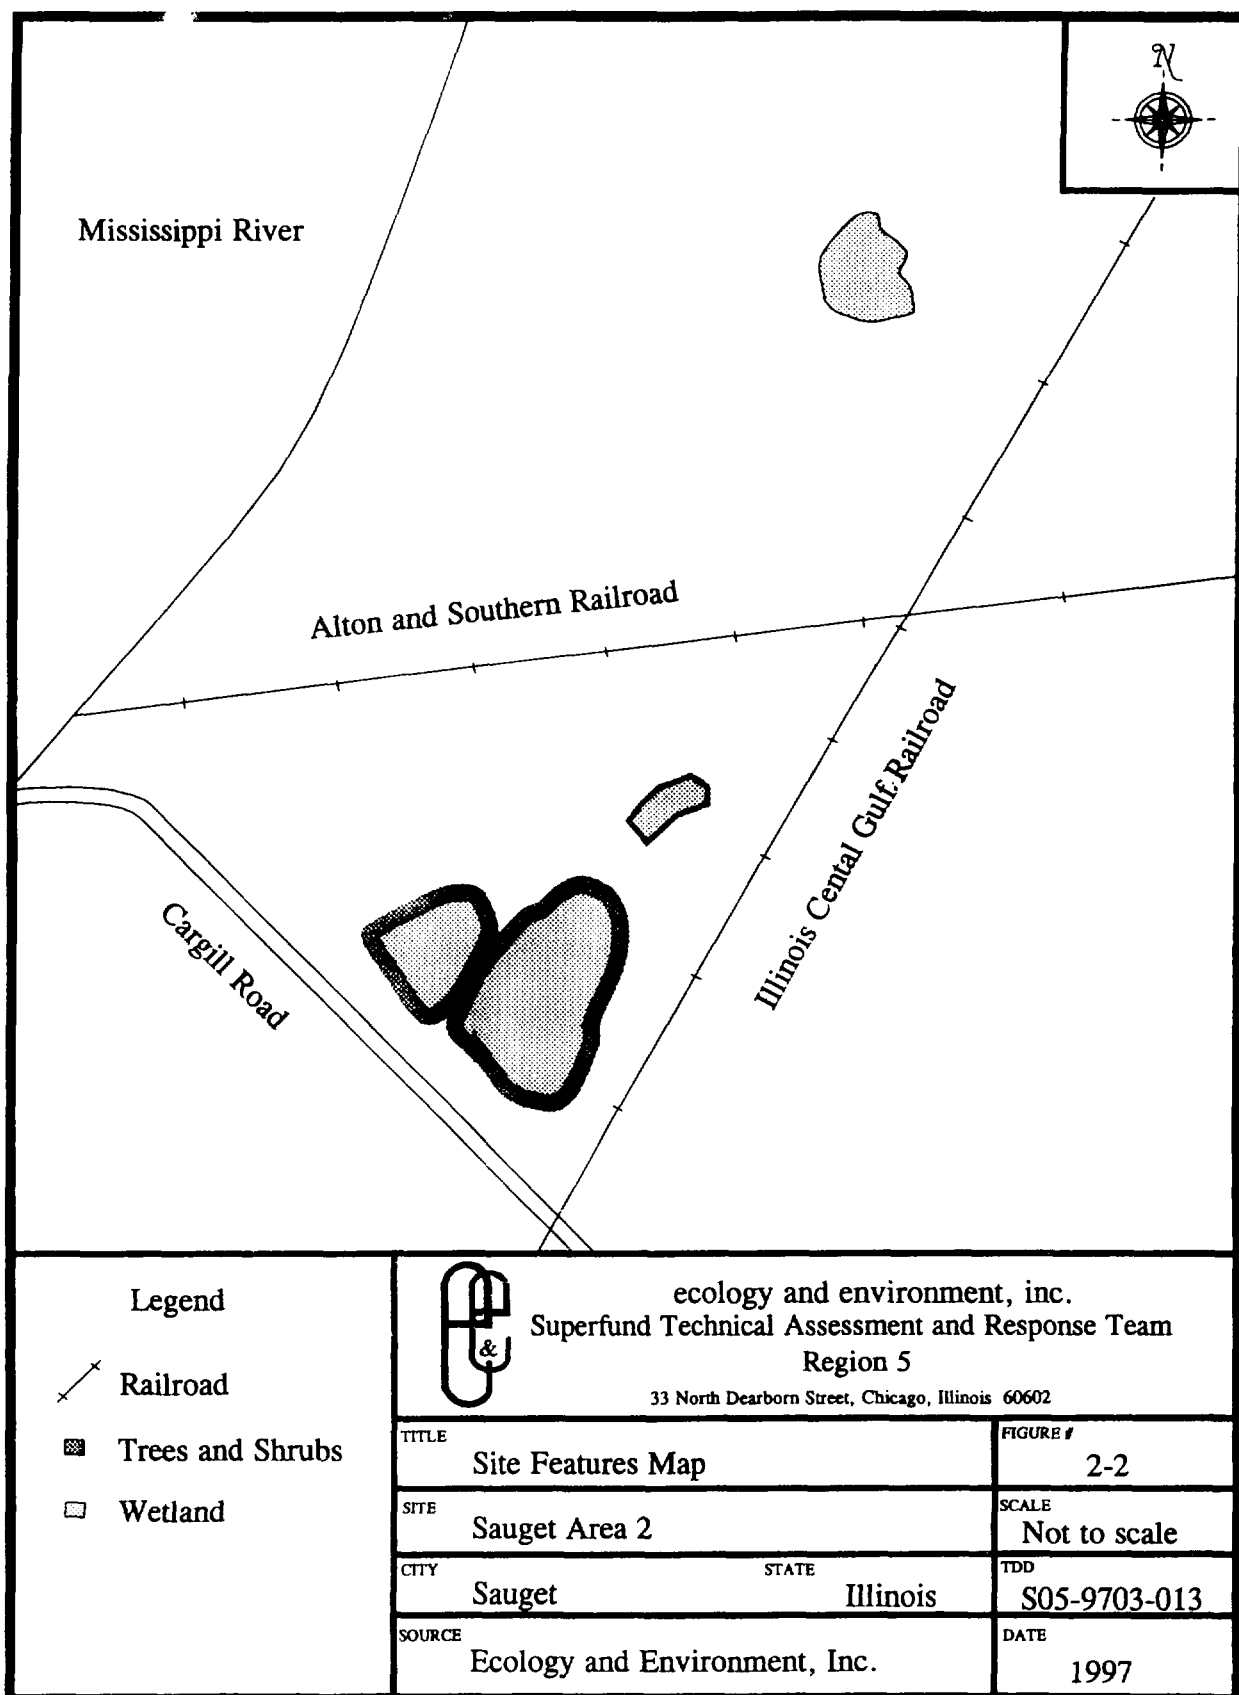 N
Mississippi River
Alton and Southern Railroad
Illinois Cental Gulf Railroad
Cargill Road
Legend
Railroad
Trees and Shrubs
Wetland
&
ecology and environment, inc.
Superfund Technical Assessment and Response Team
Region 5
33 North Dearborn Street, Chicago, Illinois 60602
TITLE
Site Features Map
FIGURE #
2-2
SITE
Sauget Area 2
SCALE
Not to scale
CITY
Sauget
STATE
Illinois
TDD
S05-9703-013
SOURCE
Ecology and Environment, Inc.
DATE
1997